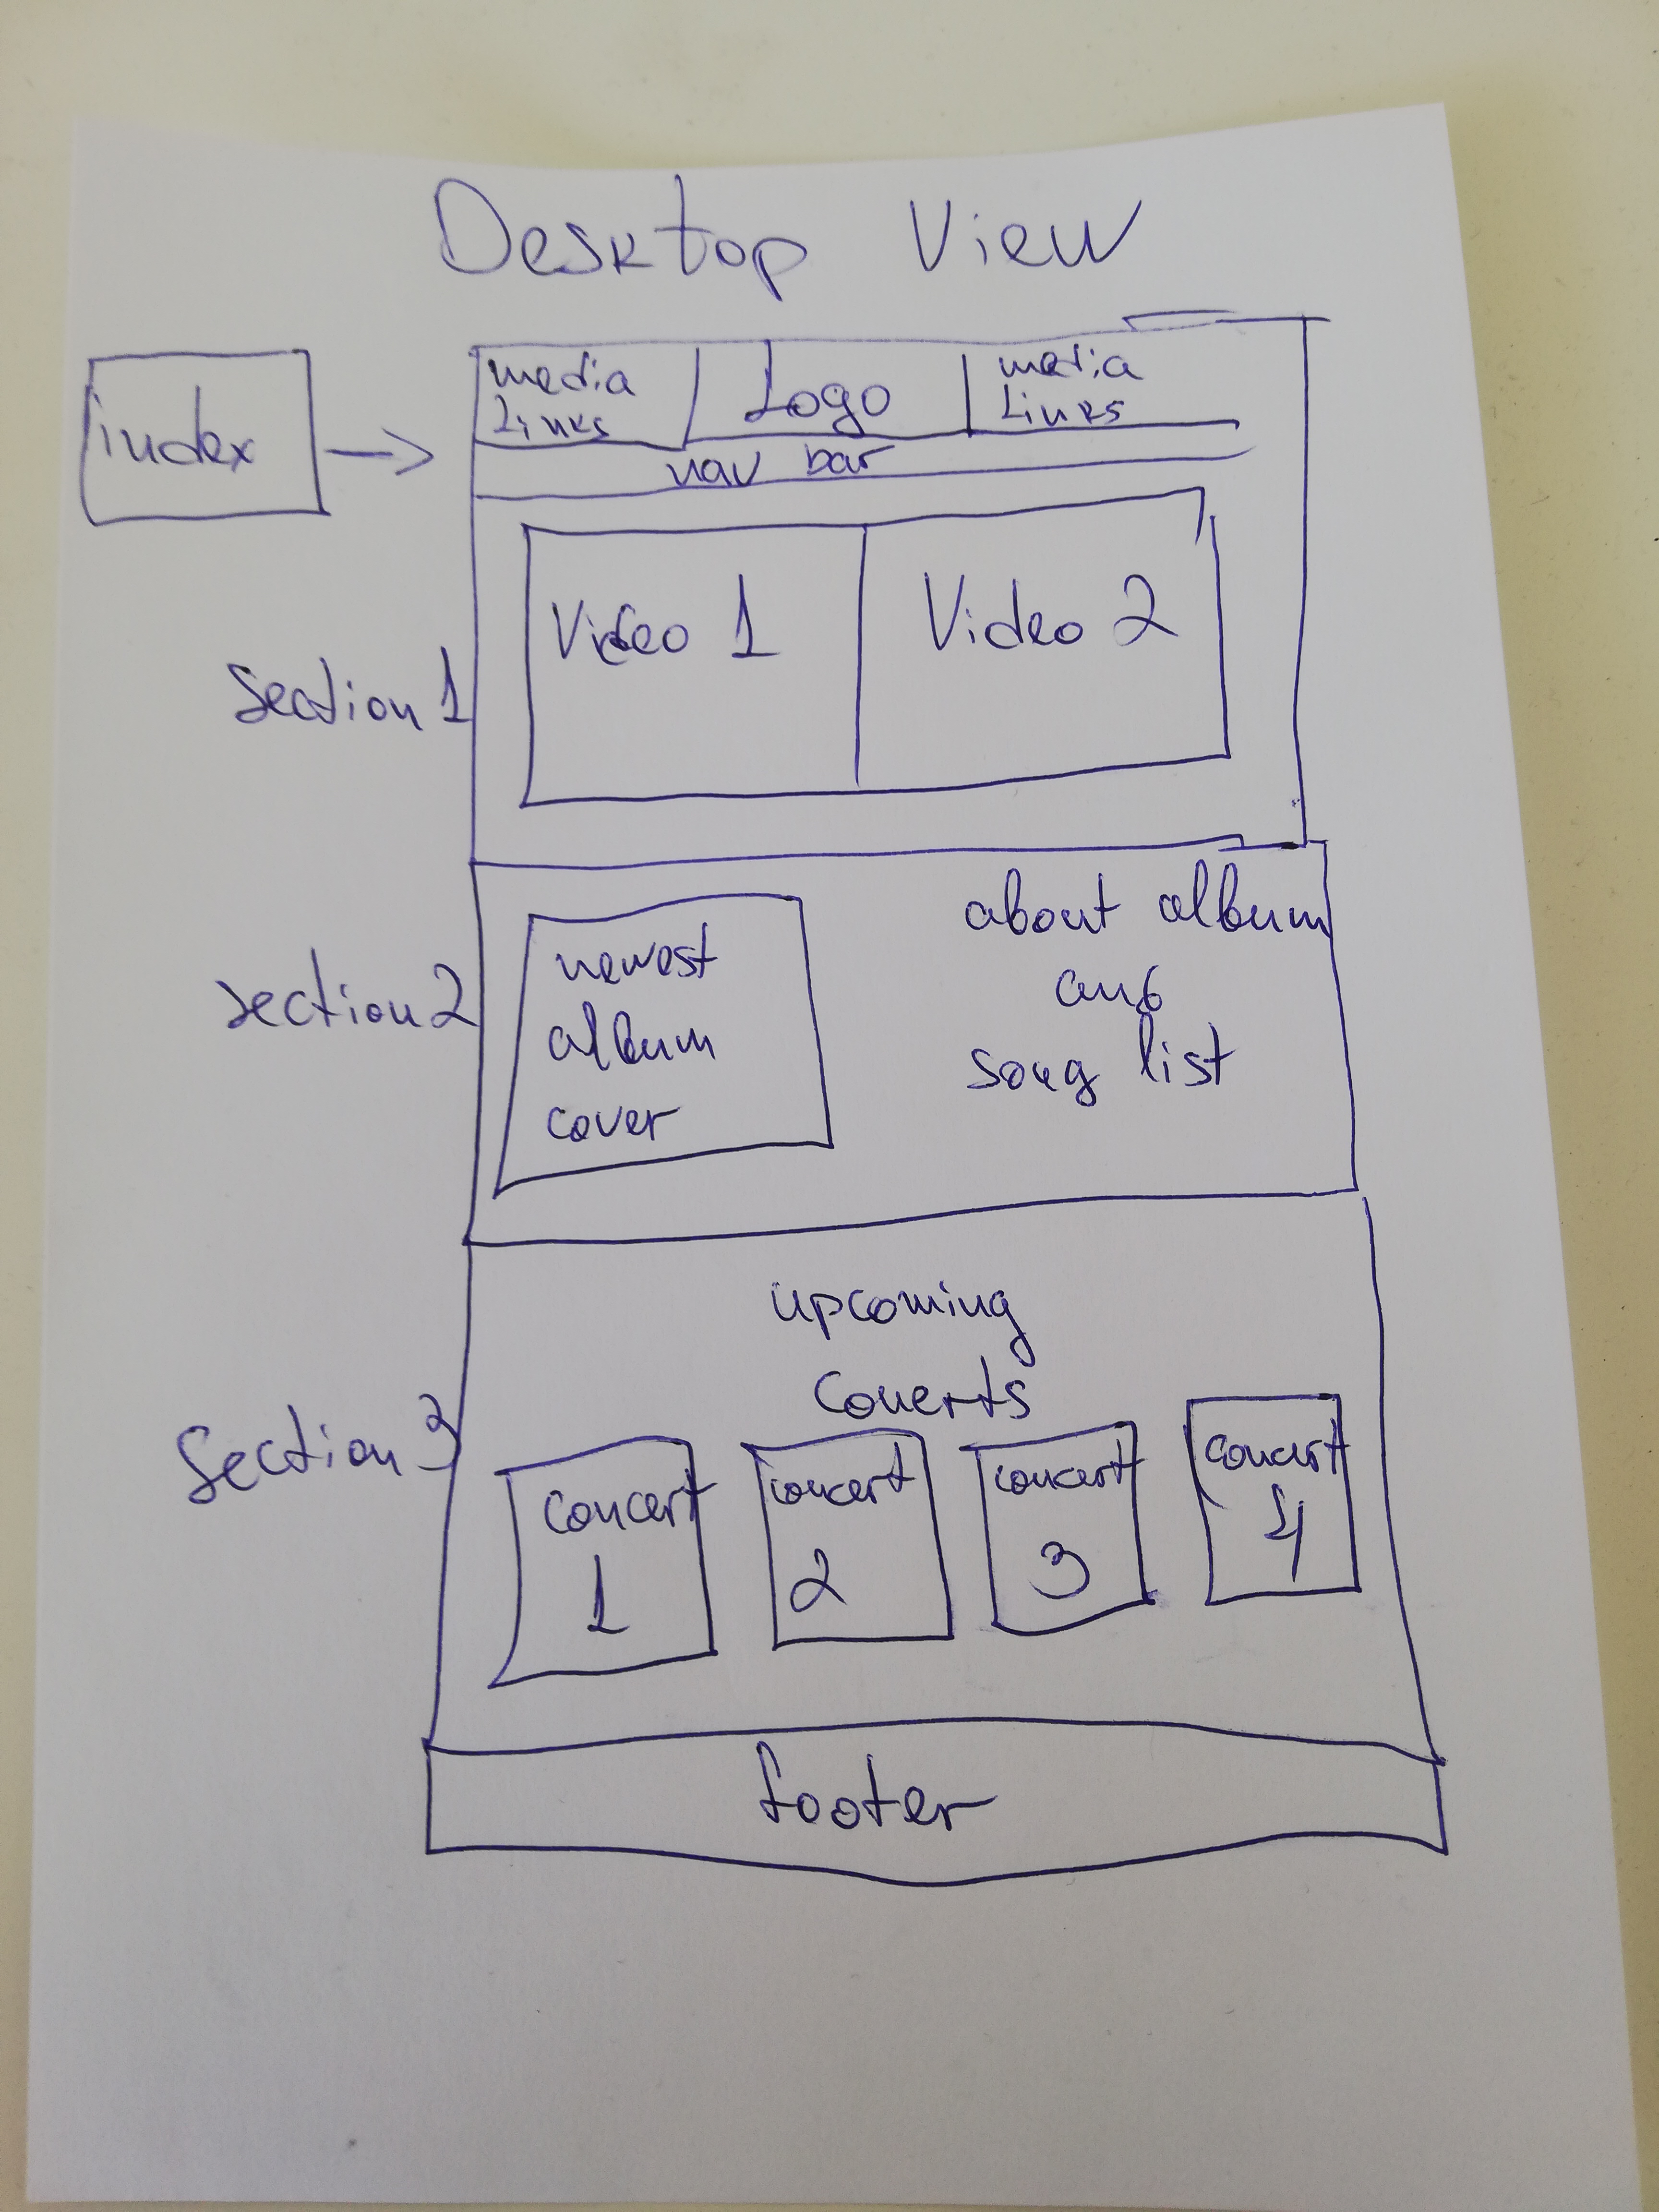 Desktop View
index
media
Links
Logo
media
Links
nav bar
Section 1
Video 1
Video 2
section 2
newest
album
cover
about album
and
song list
Section 3
upcoming
Conerts
concert
1
concert
2
concert
3
concert
4
footer